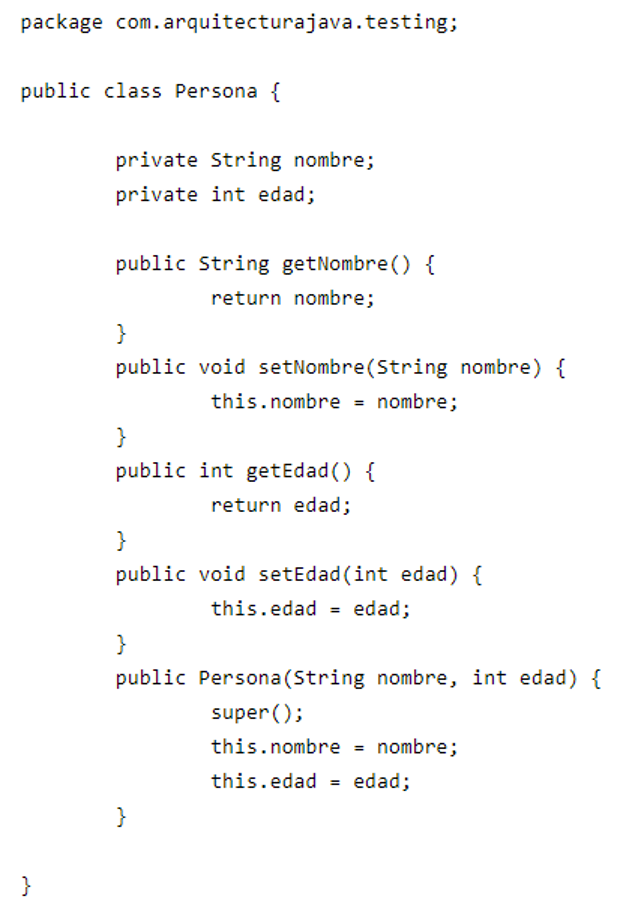 package com.arquitecturajava.testing;
public class Persona {
private String nombre;
private int edad;
public String getNombre() {
return nombre;
}
public void setNombre(String nombre) {
this.nombre = nombre;
}
public int getEdad() {
return edad;
}
public void setEdad(int edad) {
this.edad = edad;
}
public Persona(String nombre, int edad) {
super();
this.nombre = nombre;
this.edad = edad;
}
}